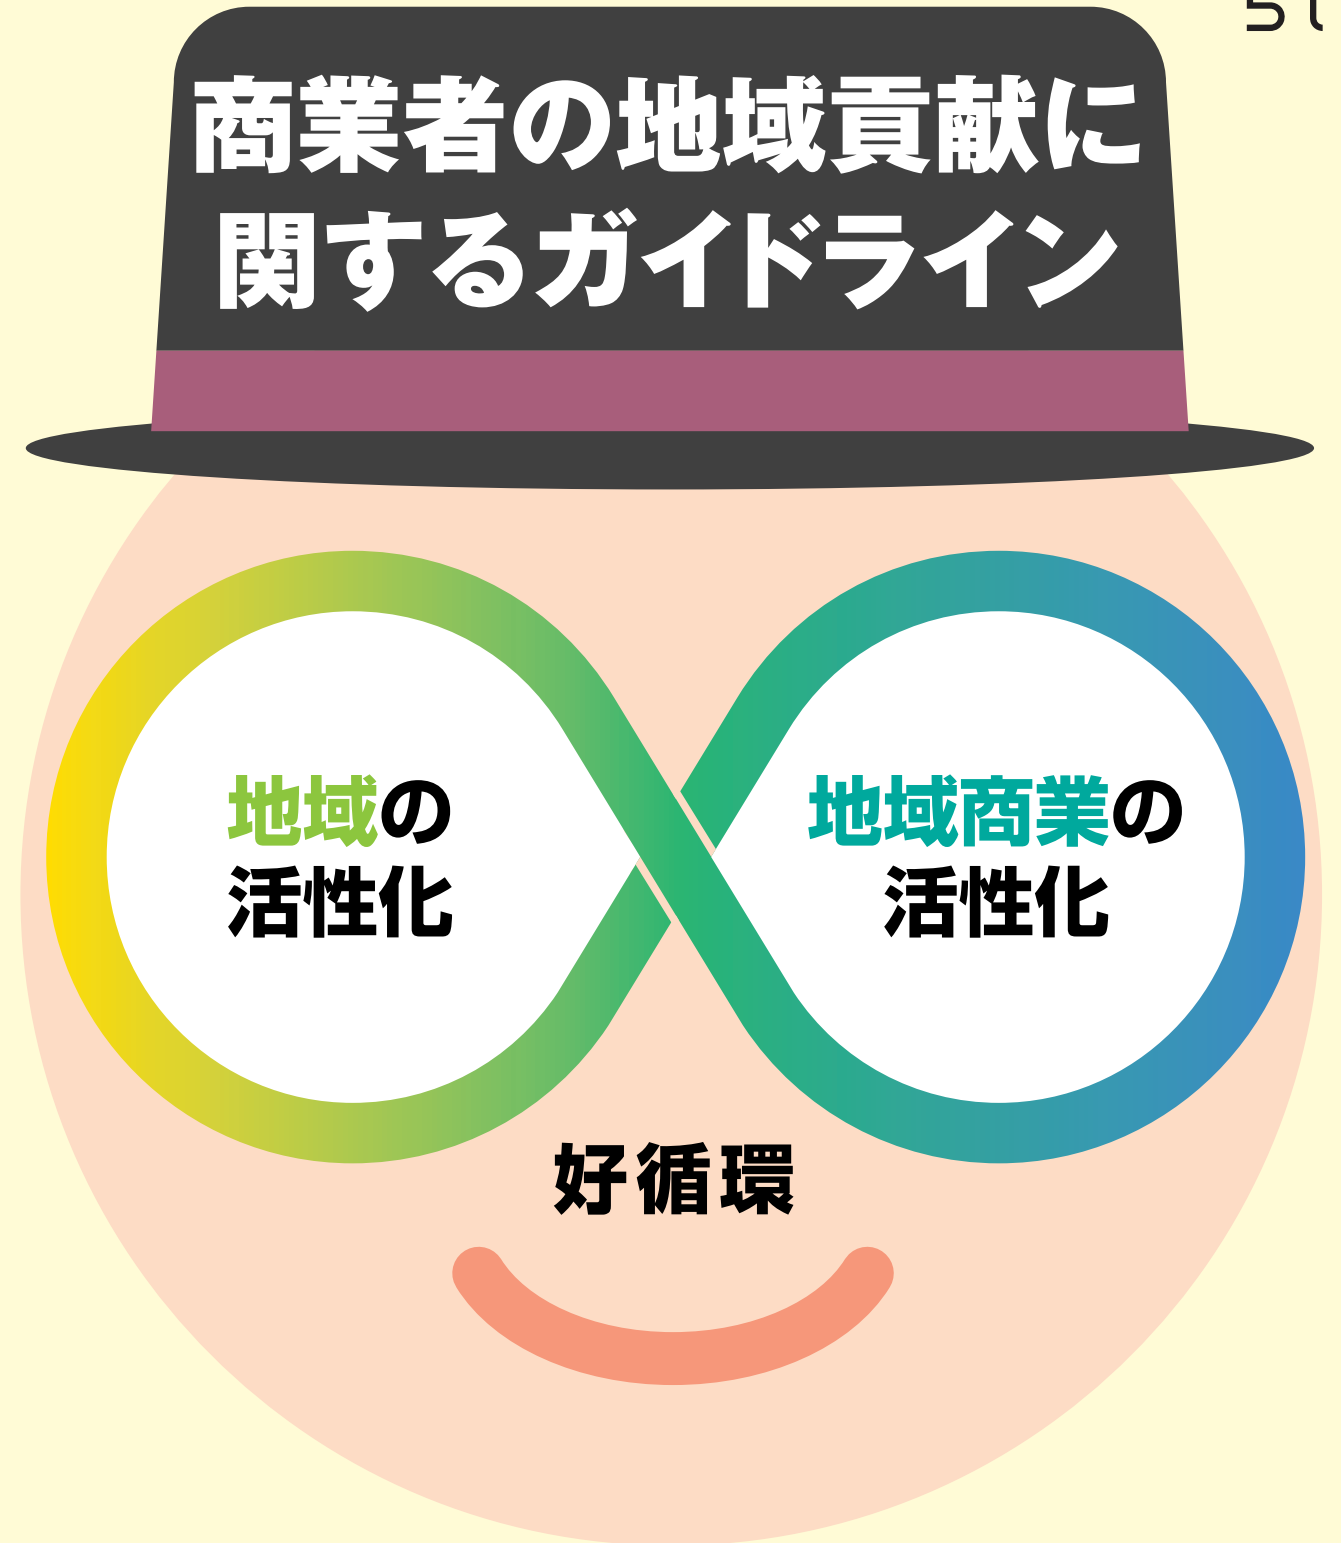 商業者の地域貢献に
関するガイドライン
地域の
活性化
地域商業の
活性化
好循環